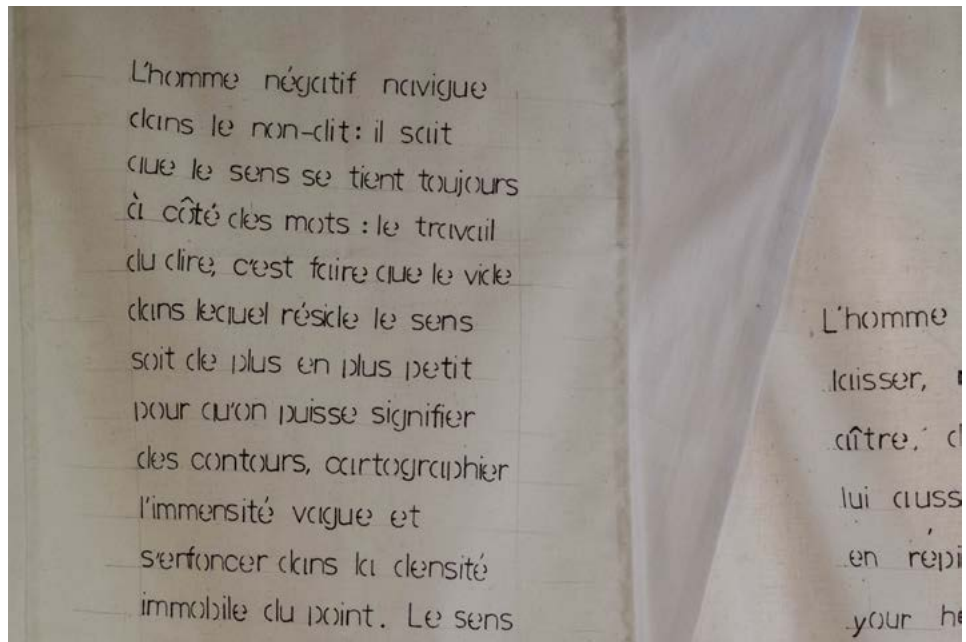 L'homme négatif navigue
dans le non-dit : il sait
que le sens se tient toujours
à côté des mots : le travail
du dire, c'est faire que le vide
dans lequel réside le sens
soit de plus en plus petit
pour qu'on puisse signifier
des contours, cartographier
l'immensité vague et
s'enfoncer dans la densité
immobile du point. Le sens
L'homme
laisser,
aître,
lui
en
your